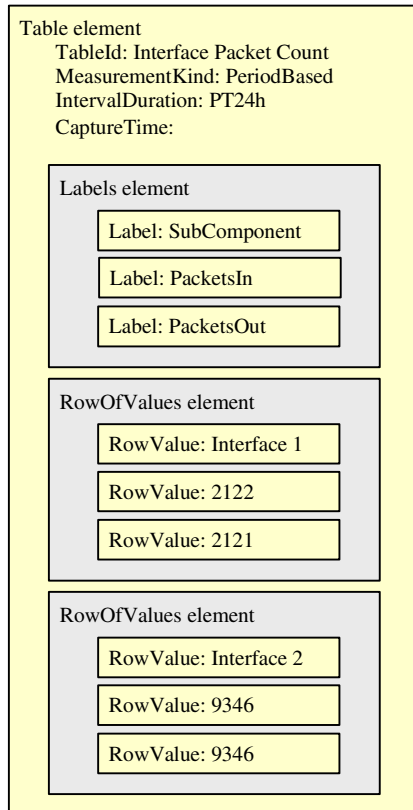 Table element
TableId: Interface Packet Count
MeasurementKind: PeriodBased
IntervalDuration: PT24h
CaptureTime:
Labels element
Label: SubComponent
Label: PacketsIn
Label: PacketsOut
RowOfValues element
RowValue: Interface 1
RowValue: 2122
RowValue: 2121
RowOfValues element
RowValue: Interface 2
RowValue: 9346
RowValue: 9346